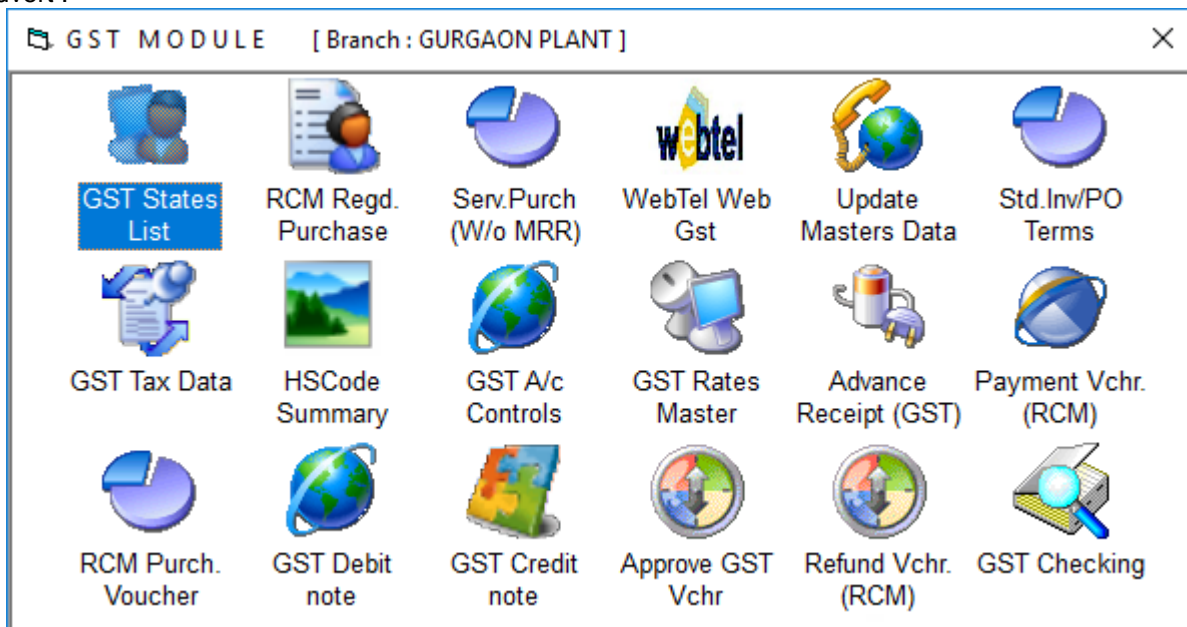 G S T M O D U L E [ Branch : GURGAON PLANT ]
webtel
GST States
List
RCM Regd.
Purchase
Serv.Purch
(W/o MRR)
WebTel Web
Gst
Update
Masters Data
Std.Inv/PO
Terms
GST Tax Data
HSCode
Summary
GST A/c
Controls
GST Rates
Master
Advance
Receipt (GST)
Payment Vchr.
(RCM)
RCM Purch.
Voucher
GST Debit
note
GST Credit
note
Approve GST
Vchr
Refund Vchr.
(RCM)
GST Checking